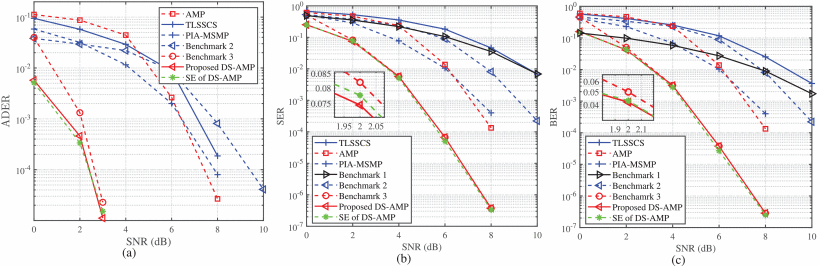 10^-1
10^-2
10^-3
10^-4
ADER
0 2 4 6 8 10
SNR (dB)
(a)
AMP
TLSSCS
PIA-MSMP
Benchmark 2
Benchmark 3
Proposed DS-AMP
SE of DS-AMP
10^0
10^-1
10^-2
10^-3
10^-4
10^-5
10^-6
10^-7
SER
0.085
0.08
0.075
1.95 2 2.05
TLSSCS
AMP
PIA-MSMP
Benchmark 1
Benchmark 2
Benchamrk 3
Proposed DS-AMP
SE of DS-AMP
0 2 4 6 8 10
SNR (dB)
(b)
10^0
10^-1
10^-2
10^-3
10^-4
10^-5
10^-6
10^-7
BER
0.06
0.05
0.04
1.9 2 2.1
TLSSCS
AMP
PIA-MSMP
Benchmark 1
Benchmark 2
Benchamrk 3
Proposed DS-AMP
SE of DS-AMP
0 2 4 6 8 10
SNR (dB)
(c)